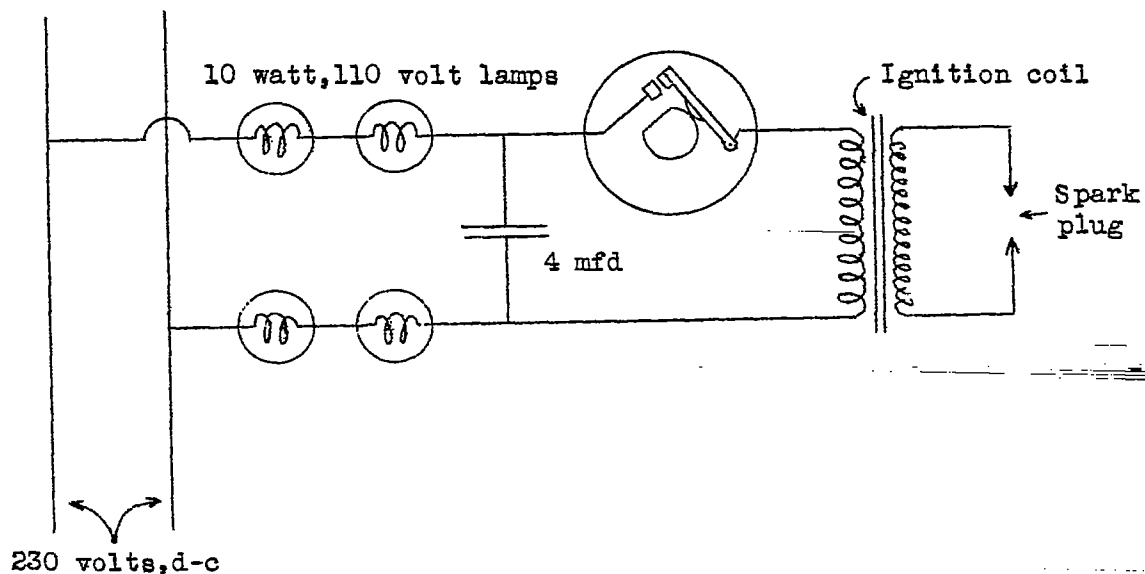 10 watt,110 volt lamps
Ignition coil
Spark
plug
4 mfd
230 volts,d-c